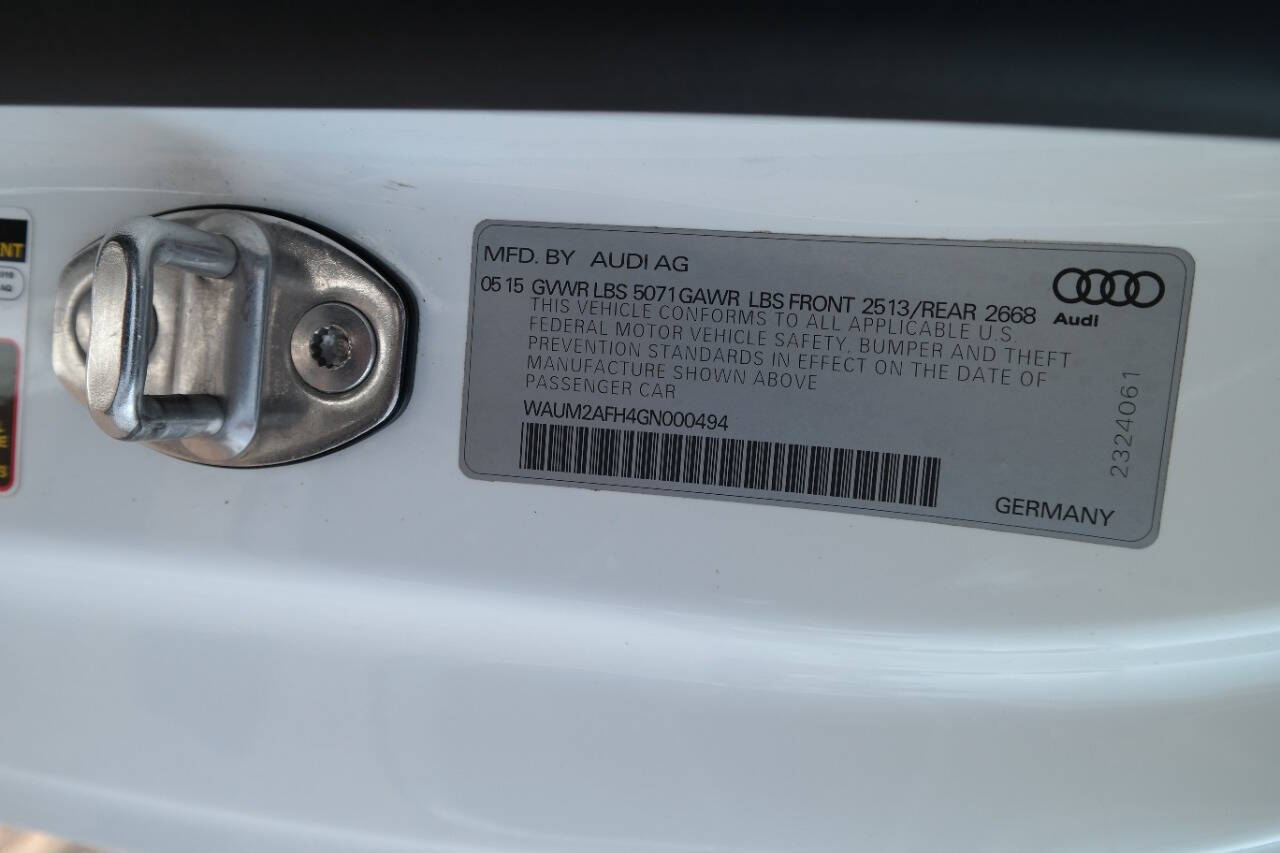 MFD. BY AUDI AG
05 15 GVWR LBS 5071 GAWR LBS FRONT 2513/REAR 2668
THIS VEHICLE CONFORMS TO ALL APPLICABLE U.S.
FEDERAL MOTOR VEHICLE SAFETY, BUMPER AND THEFT
PREVENTION STANDARDS IN EFFECT ON THE DATE OF
MANUFACTURE SHOWN ABOVE
PASSENGER CAR
WAUM2AFH4GN000494
Audi
2324061
GERMANY